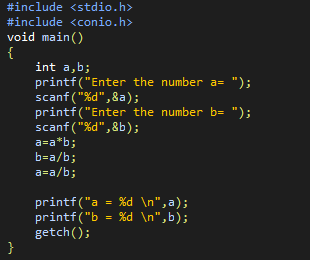 #include <stdio.h>
#include <conio.h>
void main()
{
    int a,b;
    printf("Enter the number a= ");
    scanf("%d",&a);
    printf("Enter the number b= ");
    scanf("%d",&b);
    a=a*b;
    b=a/b;
    a=a/b;

    printf("a = %d \n",a);
    printf("b = %d \n",b);
    getch();
}